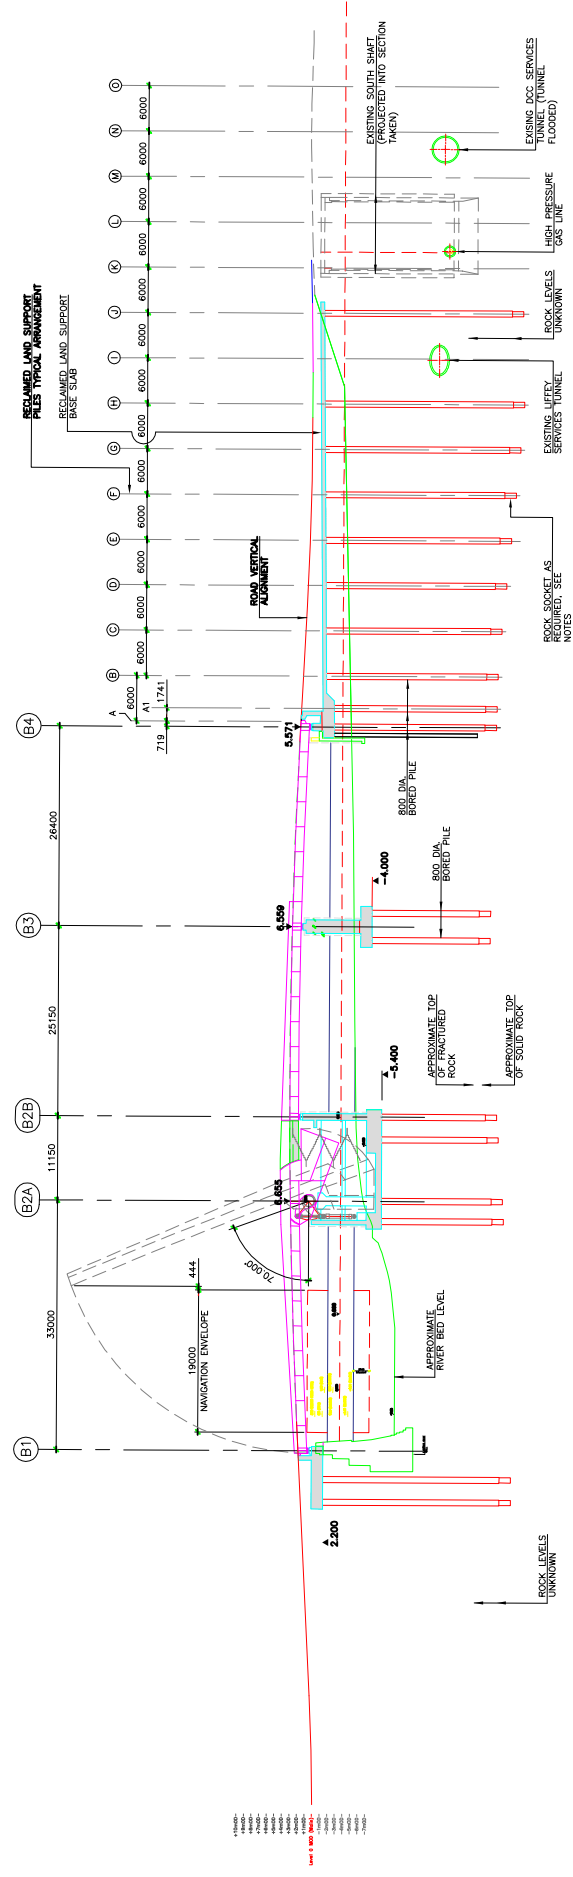 B1
B2A
B2B
B3
B4
33000
11150
25150
26400
719
6000
1741
A
A1
B
C
D
E
F
G
H
I
J
K
L
M
N
O
6000
6000
6000
6000
6000
6000
6000
6000
6000
6000
6000
6000
6000
RECLAIMED LAND SUPPORT
PILES TYPICAL ARRANGEMENT
RECLAIMED LAND SUPPORT
BASE SLAB
ROAD VERTICAL
ALIGNMENT
444
19000
NAVIGATION ENVELOPE
70.000°
6.655
6.559
5.571
2.200
-5.400
-4.000
EXISTING SOUTH SHAFT
(PROJECTED INTO SECTION
TAKEN)
EXISING DCC SERVICES
TUNNEL (TUNNEL
FLOODED)
HIGH PRESSURE
GAS LINE
ROCK LEVELS
UNKNOWN
EXISTING LIFFEY
SERVICES TUNNEL
ROCK SOCKET AS
REQUIRED, SEE
NOTES
800 DIA.
BORED PILE
800 DIA.
BORED PILE
APPROXIMATE TOP
OF FRACTURED
ROCK
APPROXIMATE TOP
OF SOLID ROCK
APPROXIMATE
RIVER BED LEVEL
ROCK LEVELS
UNKNOWN